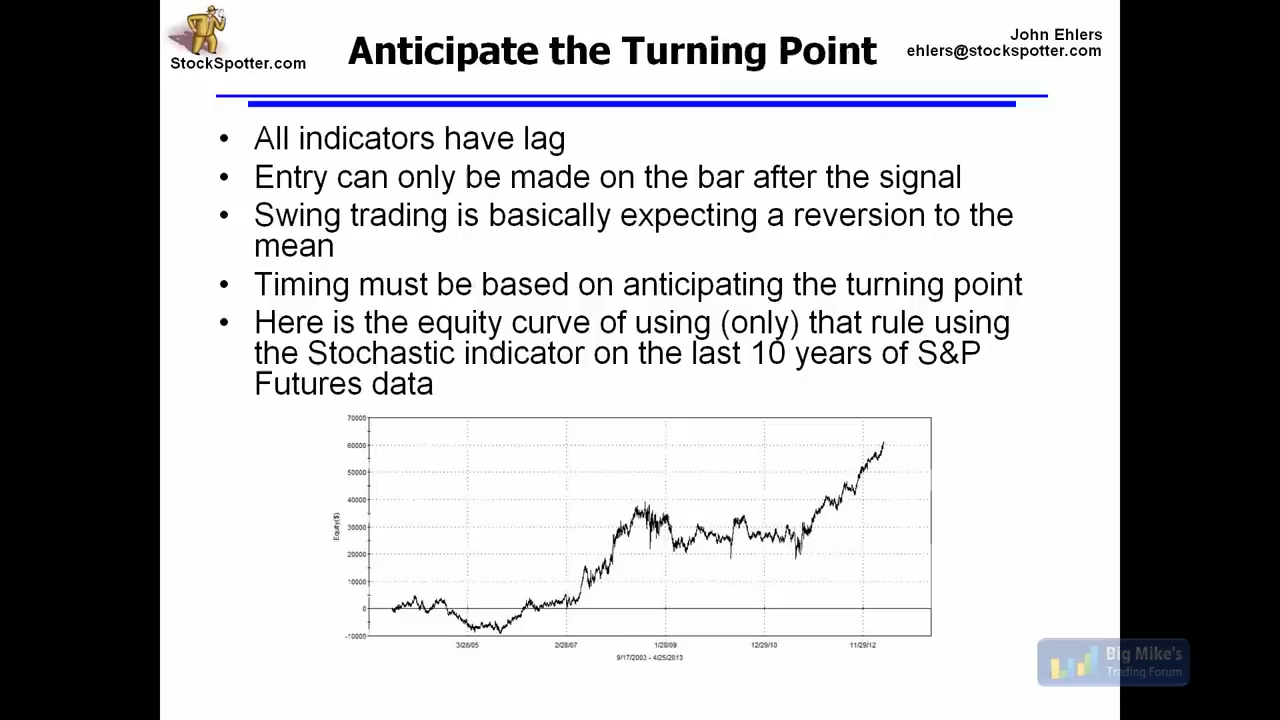 StockSpotter.com
Anticipate the Turning Point
John Ehlers
ehlers@stockspotter.com
• All indicators have lag
• Entry can only be made on the bar after the signal
• Swing trading is basically expecting a reversion to the
mean
• Timing must be based on anticipating the turning point
• Here is the equity curve of using (only) that rule using
the Stochastic indicator on the last 10 years of S&P
Futures data
70000
60000
50000
40000
30000
20000
10000
0
-10000
Equity($)
3/28/05
2/28/07
1/28/09
12/29/10
11/29/12
9/17/2003 - 4/25/2013
Big Mike's
Trading Forum